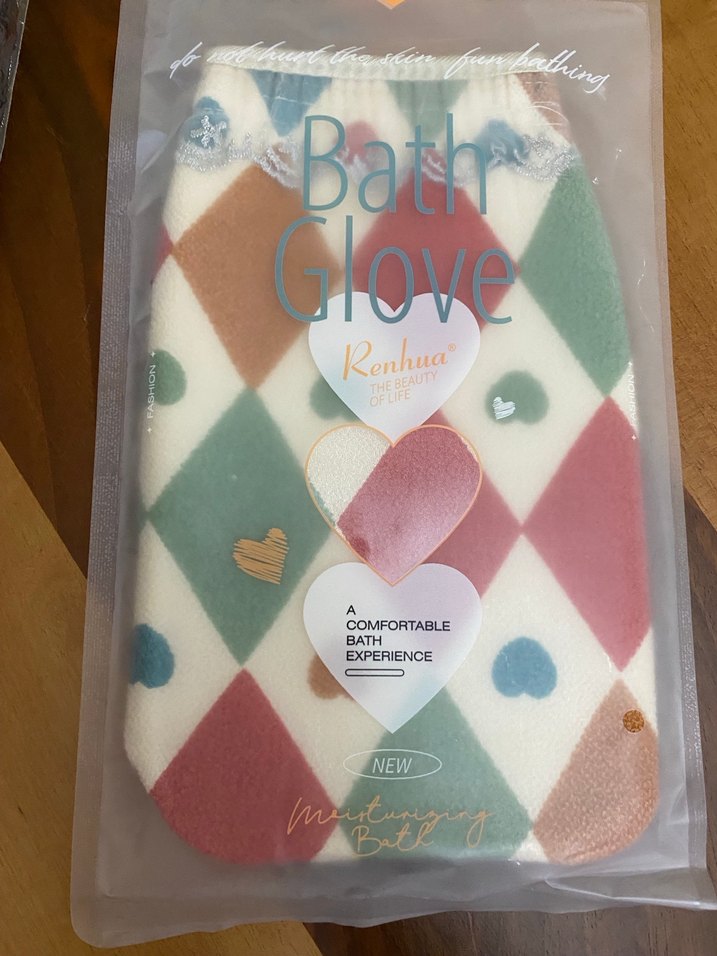 do not hurt the skin fun bathing
Bath
Glove
Renhua®
THE BEAUTY
OF LIFE
+ FASHION +
FASHION +
A
COMFORTABLE
BATH
EXPERIENCE
NEW
Moisturizing
Bath